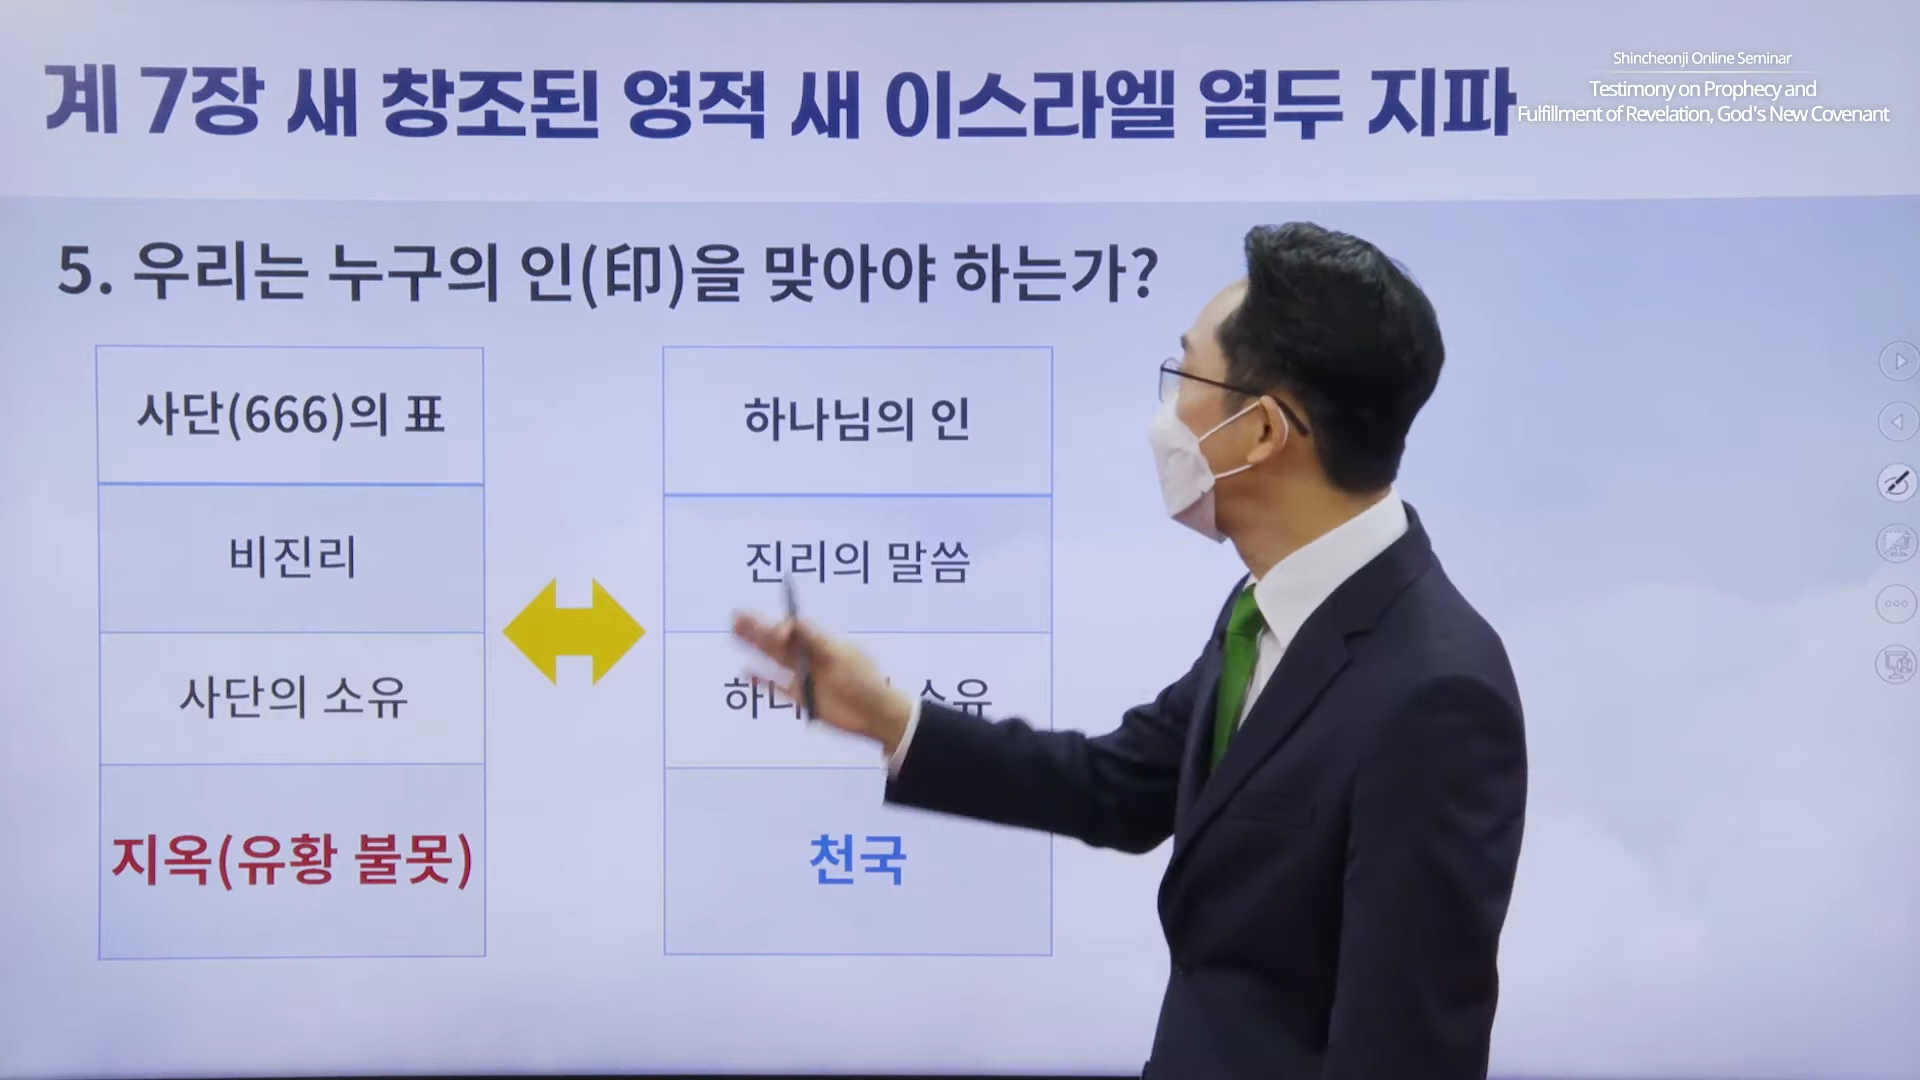 계 7장 새 창조된 영적 새 이스라엘 열두 지파
Shincheonji Online Seminar
Testimony on Prophecy and
Fulfillment of Revelation, God's New Covenant
5. 우리는 누구의 인(印)을 맞아야 하는가?
사단(666)의 표
비진리
사단의 소유
지옥(유황 불못)
하나님의 인
진리의 말씀
소유
천국